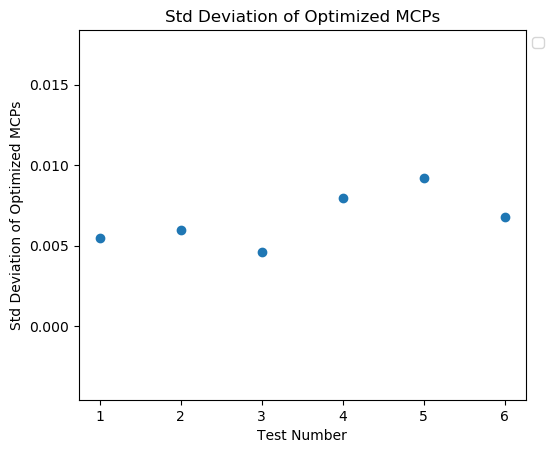 Std Deviation of Optimized MCPs
Std Deviation of Optimized MCPs
0.015
0.010
0.005
0.000
1 2 3 4 5 6
Test Number